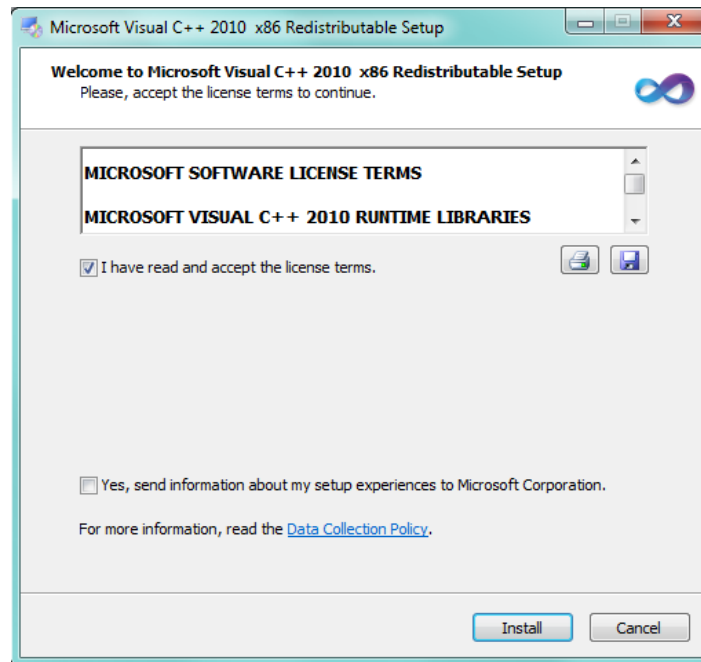 Microsoft Visual C++ 2010  x86 Redistributable Setup
Welcome to Microsoft Visual C++ 2010  x86 Redistributable Setup
Please, accept the license terms to continue.
MICROSOFT SOFTWARE LICENSE TERMS
MICROSOFT VISUAL C++ 2010 RUNTIME LIBRARIES
I have read and accept the license terms.
Yes, send information about my setup experiences to Microsoft Corporation.
For more information, read the Data Collection Policy.
Install Cancel